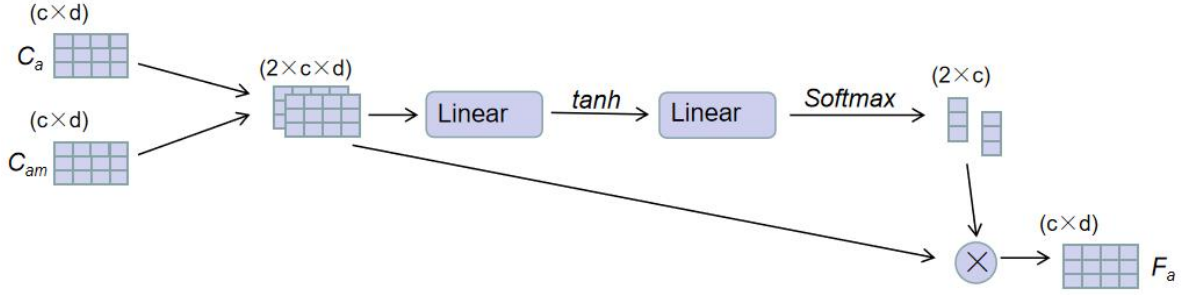 (c×d)
Ca
(c×d)
Cam
(2×c×d)
Linear
tanh
Linear
Softmax
(2×c)
×
(c×d)
Fa